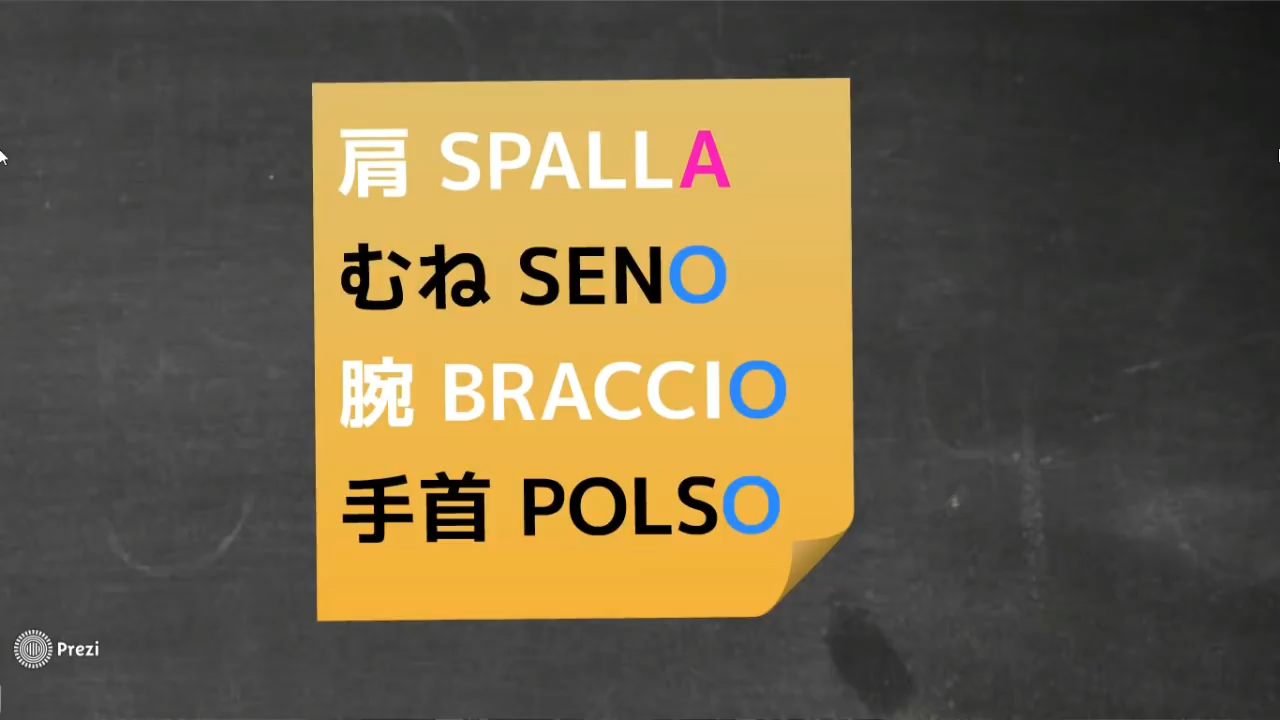 肩 SPALLA
むね SENO
腕 BRACCIO
手首 POLSO
Prezi